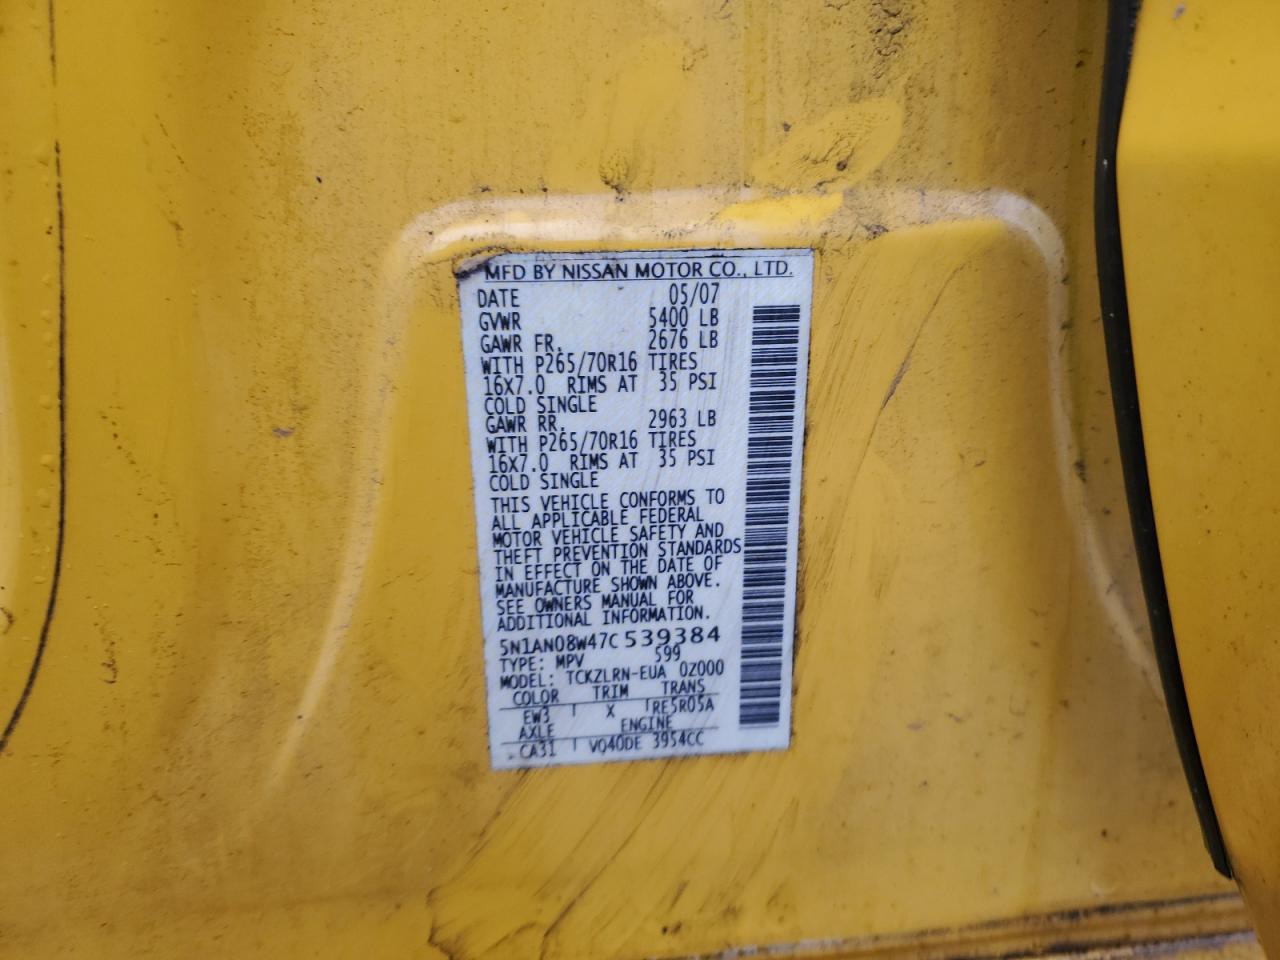 MFD BY NISSAN MOTOR CO., LTD.
DATE 05/07
GVWR 5400 LB
GAWR FR. 2676 LB
WITH P265/70R16 TIRES
16X7.0 RIMS AT 35 PSI
COLD SINGLE
GAWR RR. 2963 LB
WITH P265/70R16 TIRES
16X7.0 RIMS AT 35 PSI
COLD SINGLE
THIS VEHICLE CONFORMS TO
ALL APPLICABLE FEDERAL
MOTOR VEHICLE SAFETY AND
THEFT PREVENTION STANDARDS
IN EFFECT ON THE DATE OF
MANUFACTURE SHOWN ABOVE.
SEE OWNERS MANUAL FOR
ADDITIONAL INFORMATION.
5N1AN08W47C539384
TYPE: MPV 599
MODEL: TCKZLRN-EUA 0Z000
COLOR TRIM TRANS
EW3 X RE5R05A
AXLE ENGINE
CA31 VQ40DE 3954CC